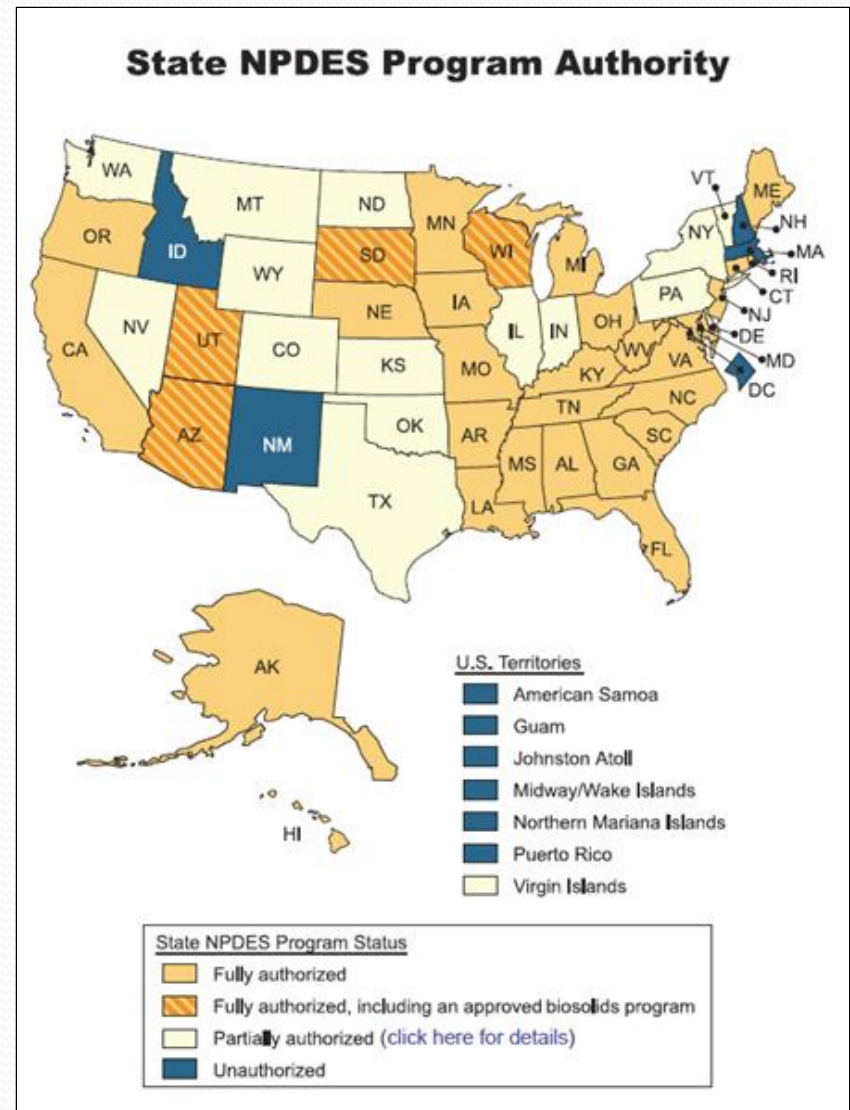 State NPDES Program Authority
WA
MT
ND
MN
VT
ME
OR
ID
SD
WI
MI
NY
NH
MA
WY
RI
CT
NV
NE
IA
PA
NJ
UT
CO
IL
IN
OH
DE
CA
KS
MO
WV
VA
MD
KY
DC
AZ
NM
OK
AR
TN
NC
SC
TX
MS
AL
GA
LA
FL
AK
HI
U.S. Territories
American Samoa
Guam
Johnston Atoll
Midway/Wake Islands
Northern Mariana Islands
Puerto Rico
Virgin Islands
State NPDES Program Status
Fully authorized
Fully authorized, including an approved biosolids program
Partially authorized (click here for details)
Unauthorized